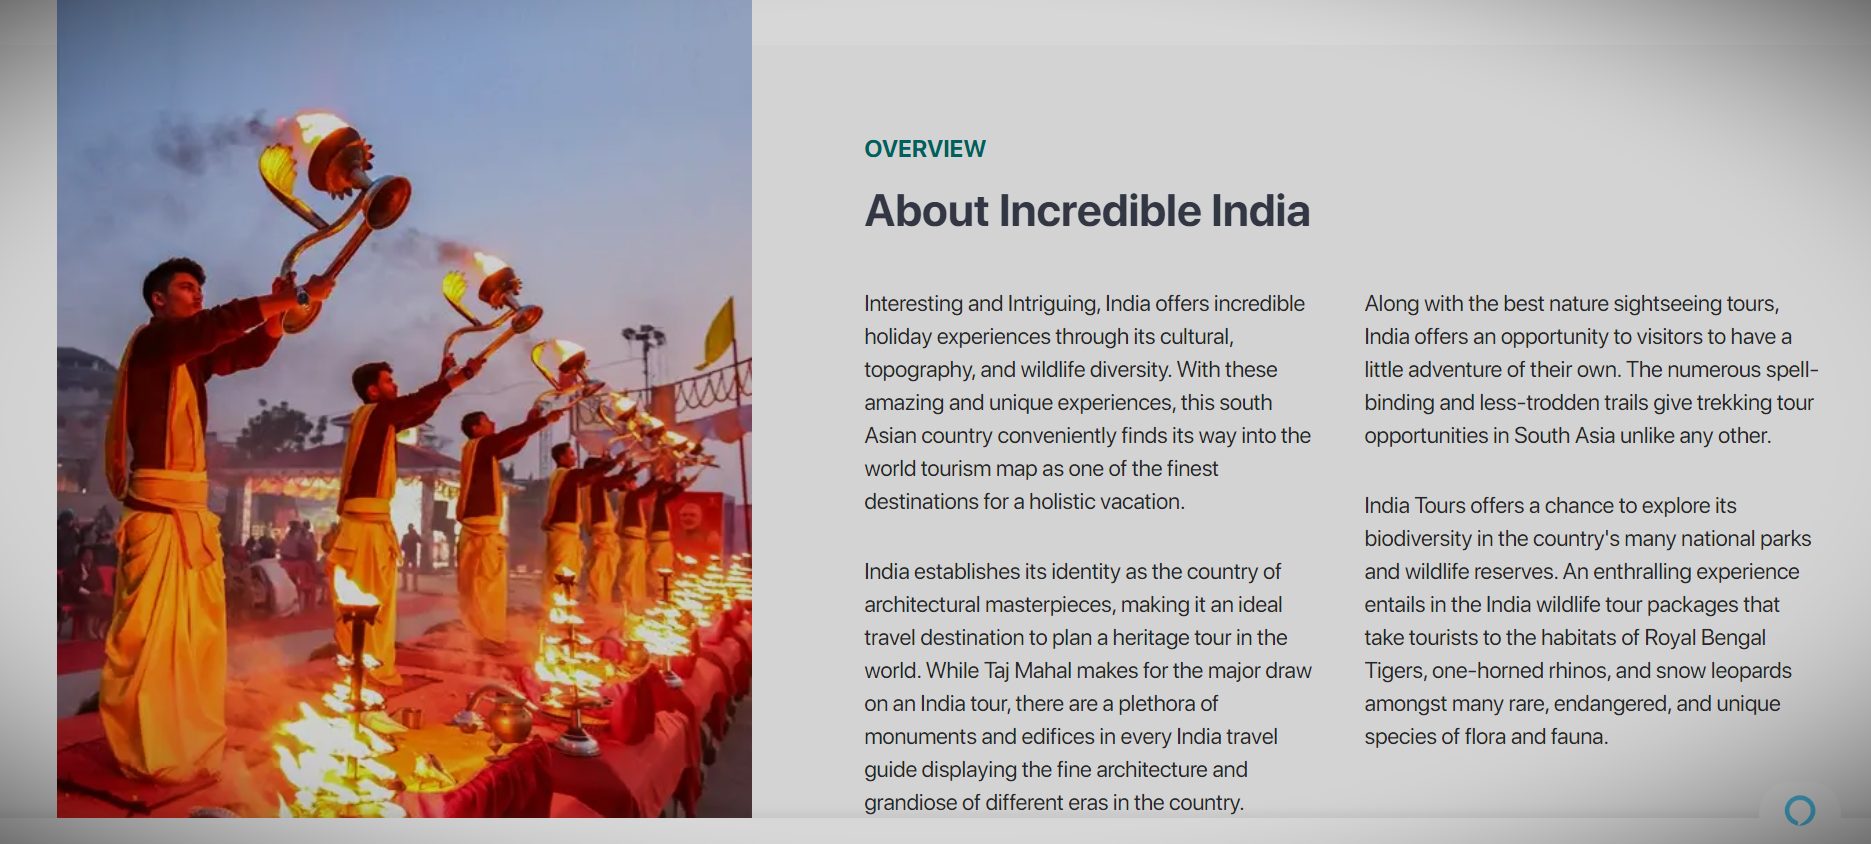 OVERVIEW
About Incredible India
Interesting and Intriguing, India offers incredible
holiday experiences through its cultural,
topography, and wildlife diversity. With these
amazing and unique experiences, this south
Asian country conveniently finds its way into the
world tourism map as one of the finest
destinations for a holistic vacation.
India establishes its identity as the country of
architectural masterpieces, making it an ideal
travel destination to plan a heritage tour in the
world. While Taj Mahal makes for the major draw
on an India tour, there are a plethora of
monuments and edifices in every India travel
guide displaying the fine architecture and
grandiose of different eras in the country.
Along with the best nature sightseeing tours,
India offers an opportunity to visitors to have a
little adventure of their own. The numerous spell-
binding and less-trodden trails give trekking tour
opportunities in South Asia unlike any other.
India Tours offers a chance to explore its
biodiversity in the country's many national parks
and wildlife reserves. An enthralling experience
entails in the India wildlife tour packages that
take tourists to the habitats of Royal Bengal
Tigers, one-horned rhinos, and snow leopards
amongst many rare, endangered, and unique
species of flora and fauna.